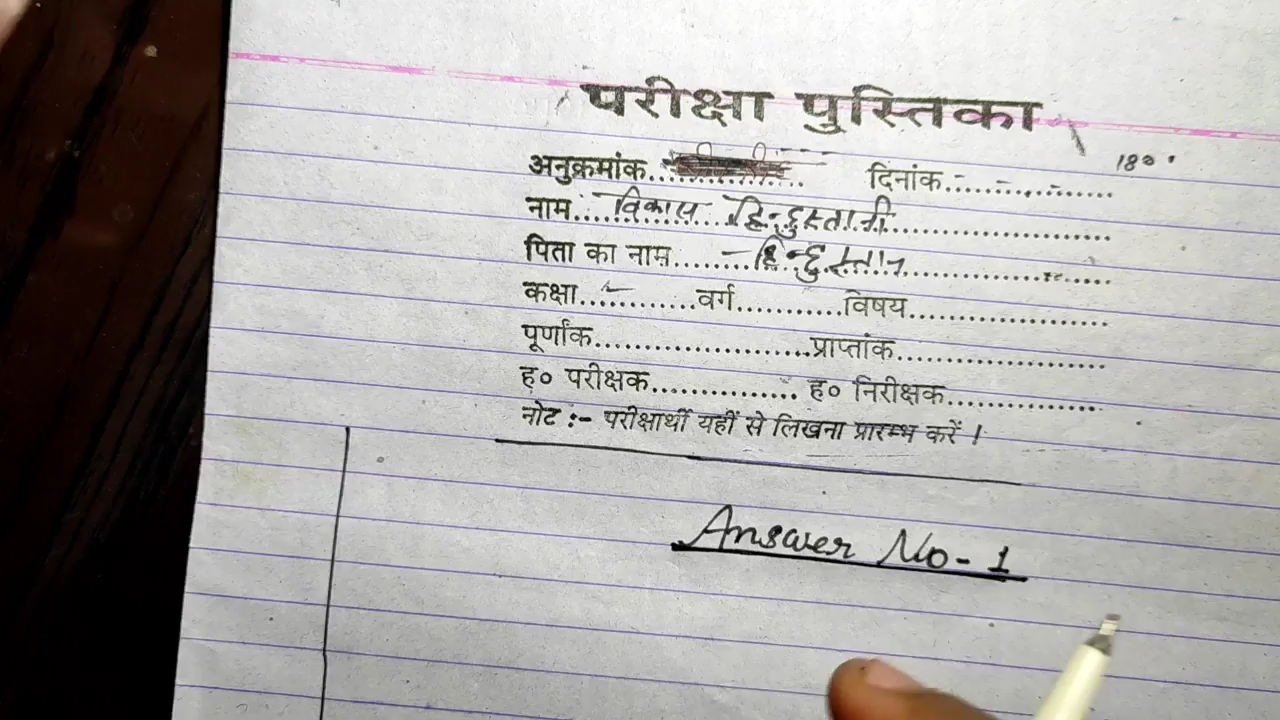 परीक्षा पुस्तिका
अनुक्रमांक.................. दिनांक..................
नाम.... विकास हिन्दुस्तानी..................
पिता का नाम........ हिन्दुस्तान..................
कक्षा............वर्ग............विषय......................
पूर्णांक........................प्राप्तांक......................
ह० परीक्षक................ ह० निरीक्षक..................
नोट :- परीक्षार्थी यहीं से लिखना प्रारम्भ करें ।
Answer No - 1